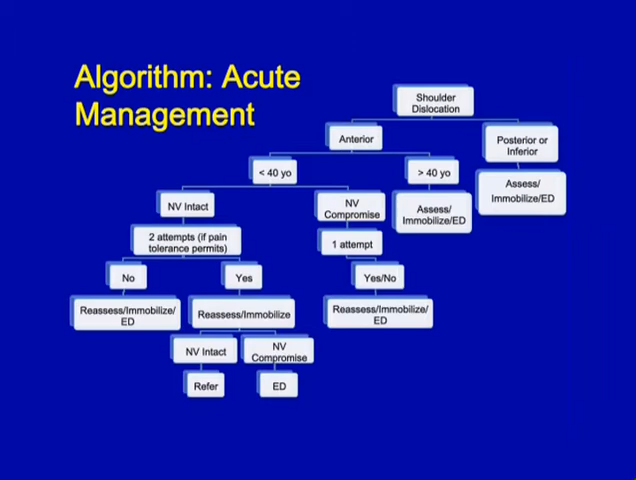 Algorithm: Acute
Management
Shoulder
Dislocation
Anterior
Posterior or
Inferior
< 40 yo
> 40 yo
Assess/
Immobilize/ED
NV Intact
NV
Compromise
Assess/
Immobilize/ED
2 attempts (if pain
tolerance permits)
1 attempt
No
Yes
Yes/No
Reassess/Immobilize/
ED
Reassess/Immobilize
Reassess/Immobilize/
ED
NV Intact
NV
Compromise
Refer
ED